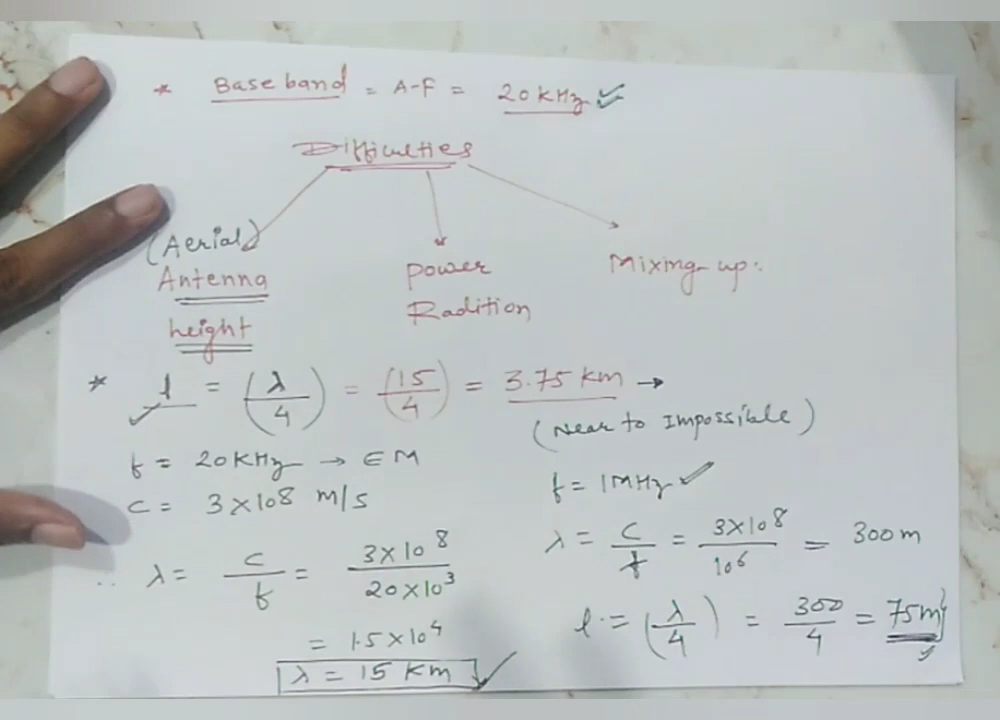 * Base band = A-F = 20 kHz
Difficulties
(Aerial)
Antenna
height
Power
Radition
Mixing-up.
* l = (λ/4) = (15/4) = 3.75 km →
(Near to Impossible)
f = 20 KHz → EM
c = 3×10⁸ m/s
∴ λ = c/f = 3×10⁸/20×10³
= 1.5×10⁴
λ = 15 Km
f = 1MHz
λ = c/f = 3×10⁸/10⁶ = 300 m
l = (λ/4) = 300/4 = 75m